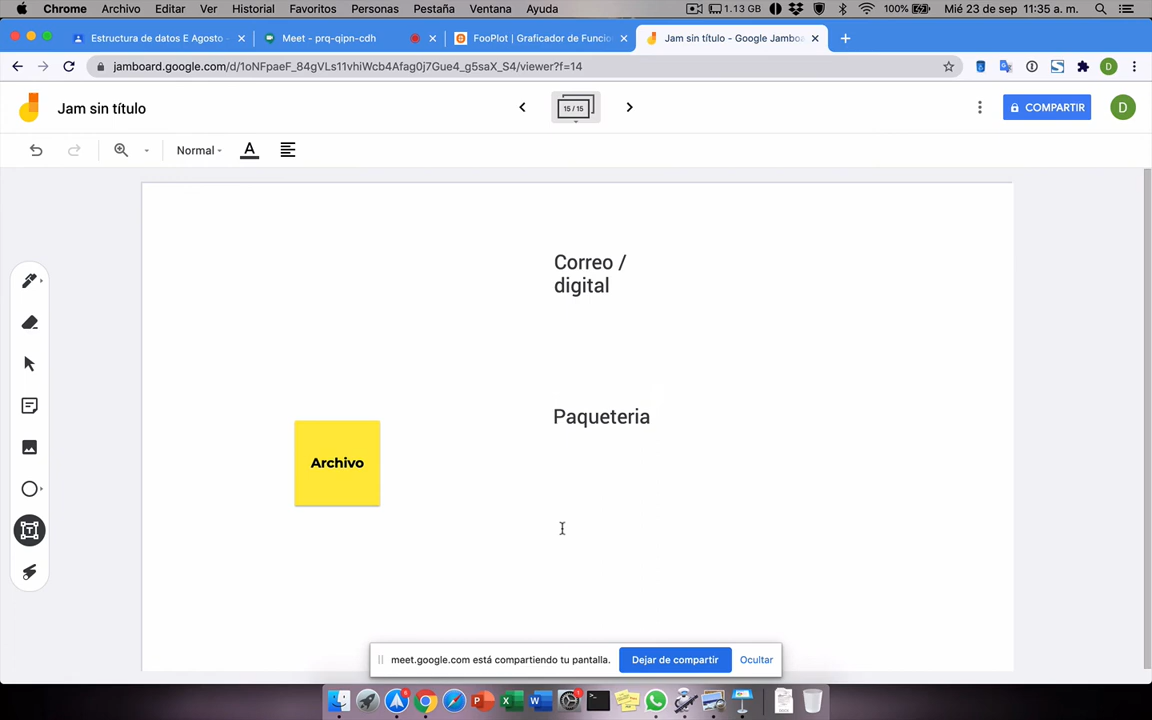 Chrome Archivo Editar Ver Historial Favoritos Personas Pestaña Ventana Ayuda 1.13 GB 100% Mié 23 de sep 11:35 a. m.
Estructura de datos E Agosto Meet - prq-qipn-cdh FooPlot | Graficador de Funcio Jam sin título - Google Jamboa
jamboard.google.com/d/1oNFpaeF_84gVLs11vhiWcb4Afag0j7Gue4_g5saX_S4/viewer?f=14
D
Jam sin título
15 / 15
COMPARTIR
D
Normal
A
Correo /
digital
Paqueteria
Archivo
meet.google.com está compartiendo tu pantalla. Dejar de compartir Ocultar